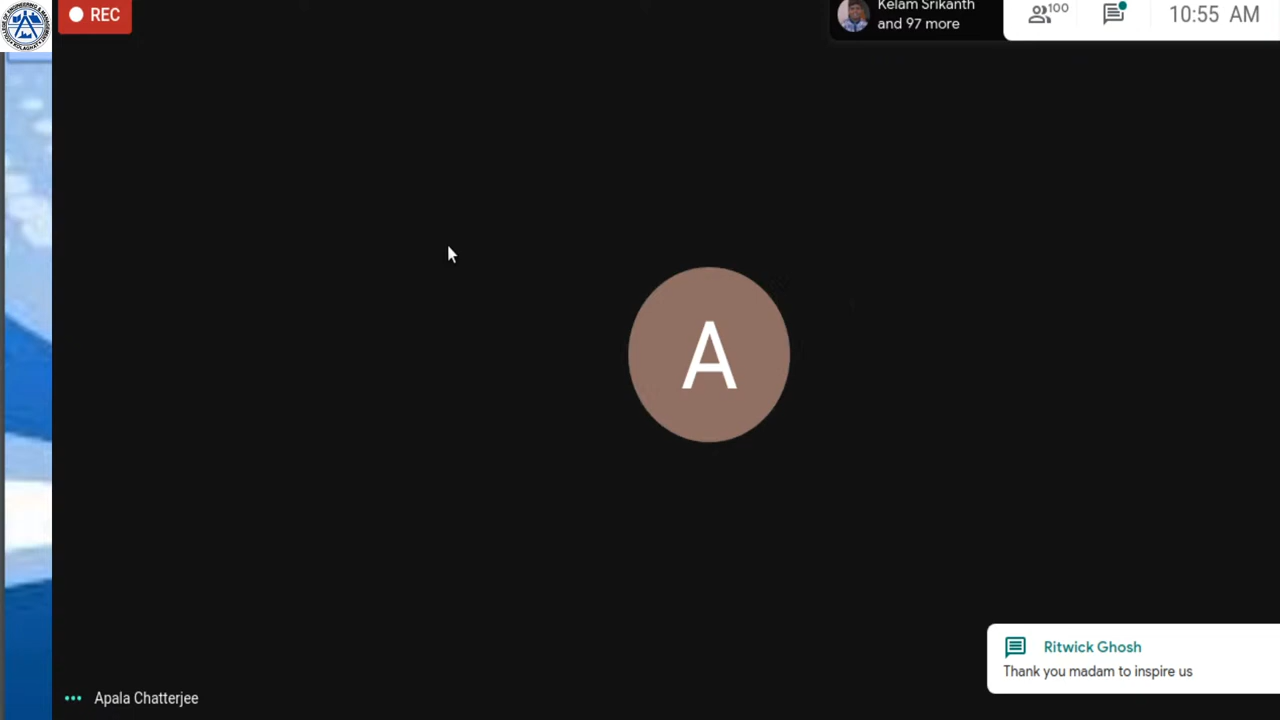 REC
Kelam Srikanth
and 97 more
100
10:55 AM
A
Ritwick Ghosh
Thank you madam to inspire us
Apala Chatterjee